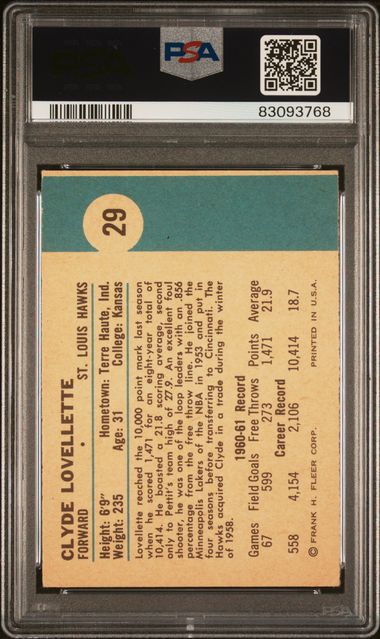 PSA
83093768
29
CLYDE LOVELLETTE
FORWARD • ST. LOUIS HAWKS
Height: 6'9" Hometown: Terre Haute, Ind.
Weight: 235 Age: 31 College: Kansas
Lovellette reached the 10,000 point mark last season
when he scored 1,471 for an eight-year total of
10,414. He boasted a 21.8 scoring average, second
only to Pettit's team high of 27.9. An excellent foul
shooter, he was one of the loop leaders with an .856
percentage from the free throw line. He joined the
Minneapolis Lakers of the NBA in 1953 and put in
four seasons before transferring to Cincinnati. The
Hawks acquired Clyde in a trade during the winter
of 1958.
1960-61 Record
Games Field Goals Free Throws Points Average
67 599 273 1,471 21.9
Career Record
558 4,154 2,106 10,414 18.7
© FRANK H. FLEER CORP. PRINTED IN U.S.A.